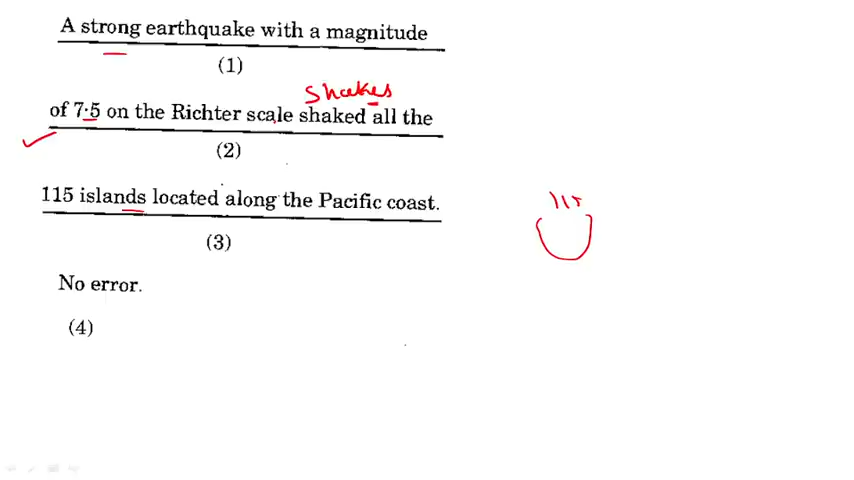 A strong earthquake with a magnitude
(1)
shakes
of 7·5 on the Richter scale shaked all the
(2)
115 islands located along the Pacific coast.
115
(3)
No error.
(4)